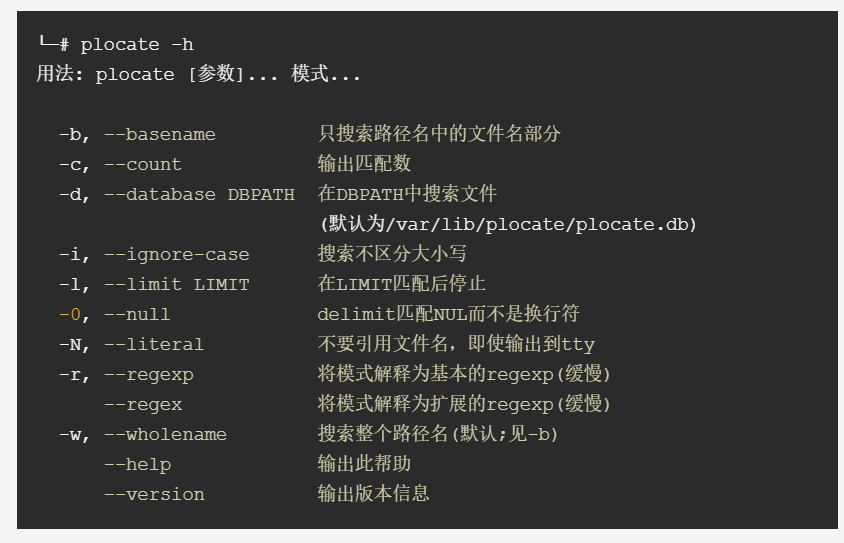 └─# plocate -h
用法: plocate [参数]... 模式...
-b, --basename 只搜索路径名中的文件名部分
-c, --count 输出匹配数
-d, --database DBPATH 在DBPATH中搜索文件
(默认为/var/lib/plocate/plocate.db)
-i, --ignore-case 搜索不区分大小写
-l, --limit LIMIT 在LIMIT匹配后停止
-0, --null delimit匹配NUL而不是换行符
-N, --literal 不要引用文件名，即使输出到tty
-r, --regexp 将模式解释为基本的regexp(缓慢)
--regex 将模式解释为扩展的regexp(缓慢)
-w, --wholename 搜索整个路径名(默认;见-b)
--help 输出此帮助
--version 输出版本信息